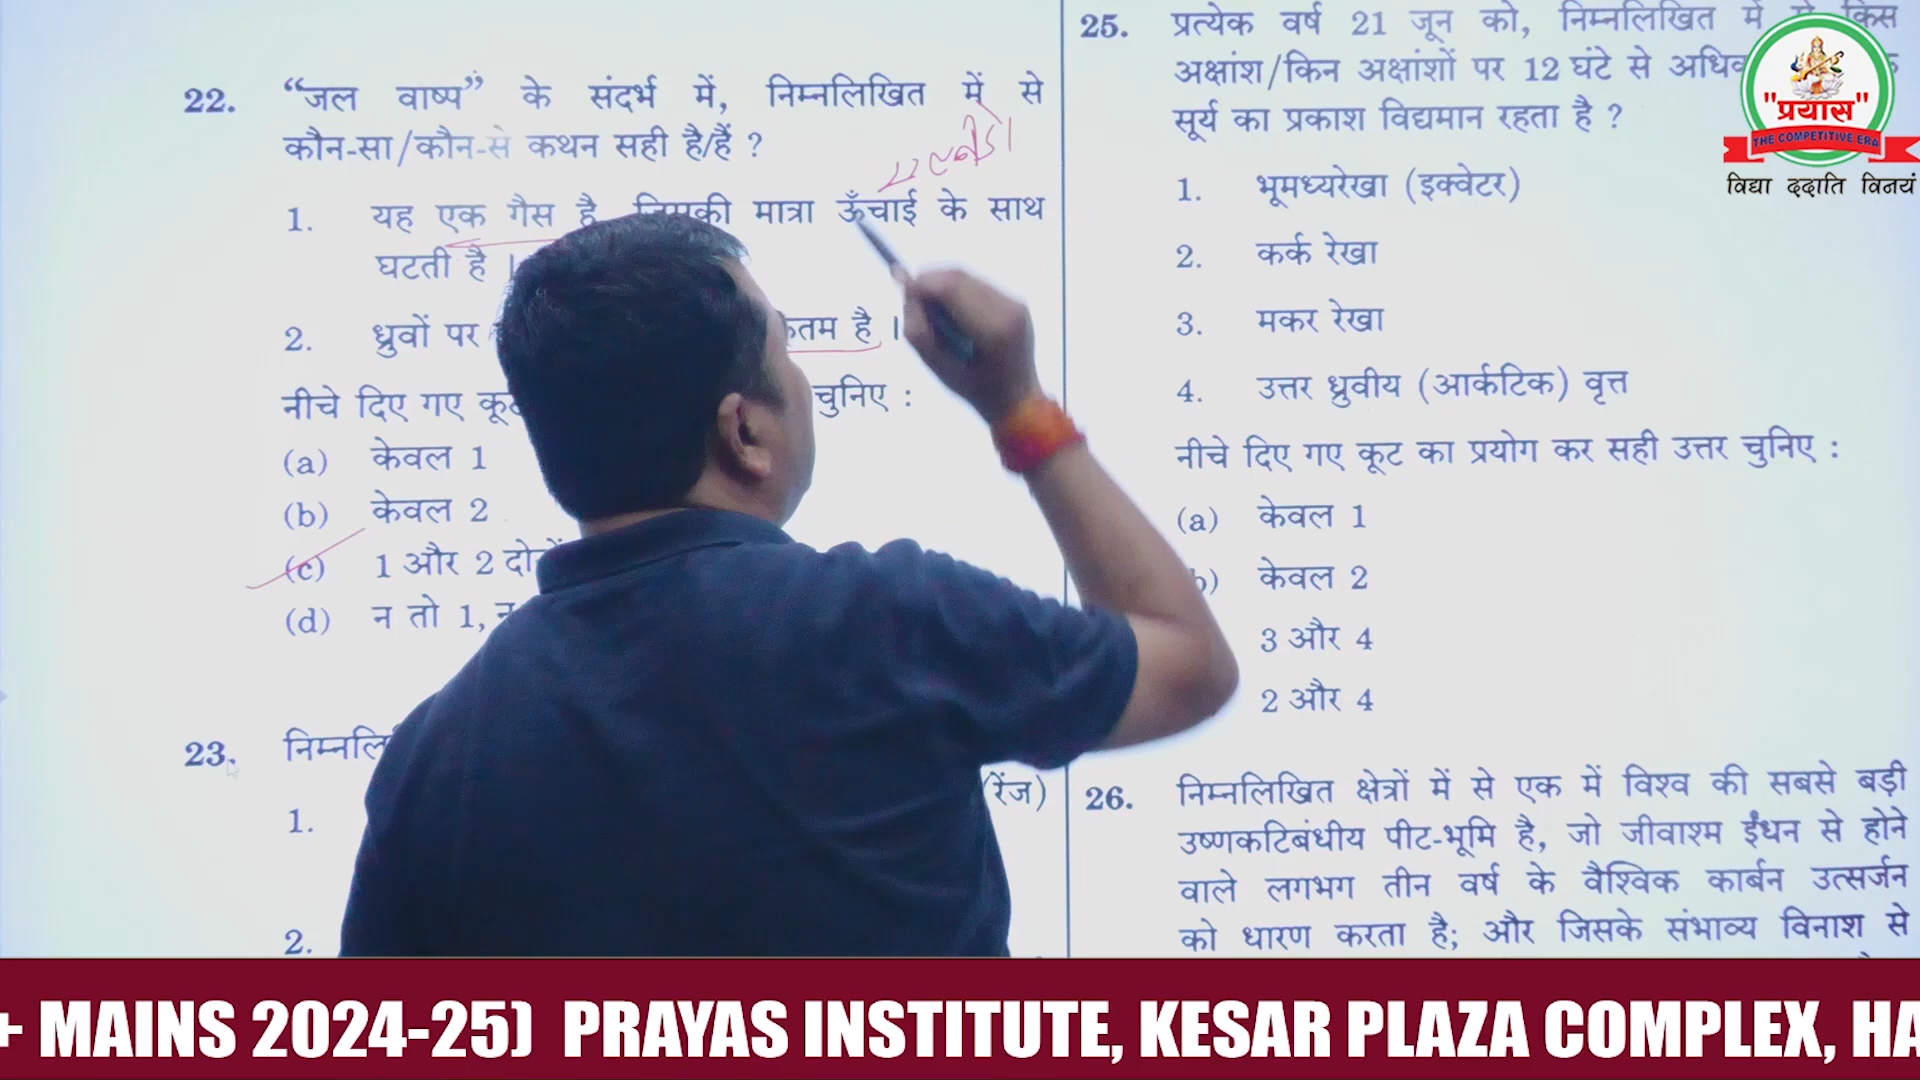 22. “जल वाष्प” के संदर्भ में, निम्नलिखित में से
कौन-सा/कौन-से कथन सही है/हैं ?
1. यह एक गैस है, जिसकी मात्रा ऊँचाई के साथ
घटती है ।
2. ध्रुवों पर
है ।
नीचे दिए गए
चुनिए :
(a) केवल 1
(b) केवल 2
(c) 1 और 2 दोनों
(d) न तो 1, न
23.
1.
(रेंज)
2.
25. प्रत्येक वर्ष 21 जून को, निम्नलिखित में से किस
अक्षांश/किन अक्षांशों पर 12 घंटे से
सूर्य का प्रकाश विद्यमान रहता है ?
1. भूमध्यरेखा (इक्वेटर)
2. कर्क रेखा
3. मकर रेखा
4. उत्तर ध्रुवीय (आर्कटिक) वृत्त
नीचे दिए गए कूट का प्रयोग कर सही उत्तर चुनिए :
(a) केवल 1
केवल 2
3 और 4
2 और 4
26. निम्नलिखित क्षेत्रों में से एक में विश्व की सबसे बड़ी
उष्णकटिबंधीय पीट-भूमि है, जो जीवाश्म ईंधन से होने
वाले लगभग तीन वर्ष के वैश्विक कार्बन उत्सर्जन
को धारण करता है; और जिसके संभाव्य विनाश से
"प्रयास"
THE COMPETITIVE ERA
विद्या ददाति विनयं
+ MAINS 2024-25) PRAYAS INSTITUTE, KESAR PLAZA COMPLEX, HA